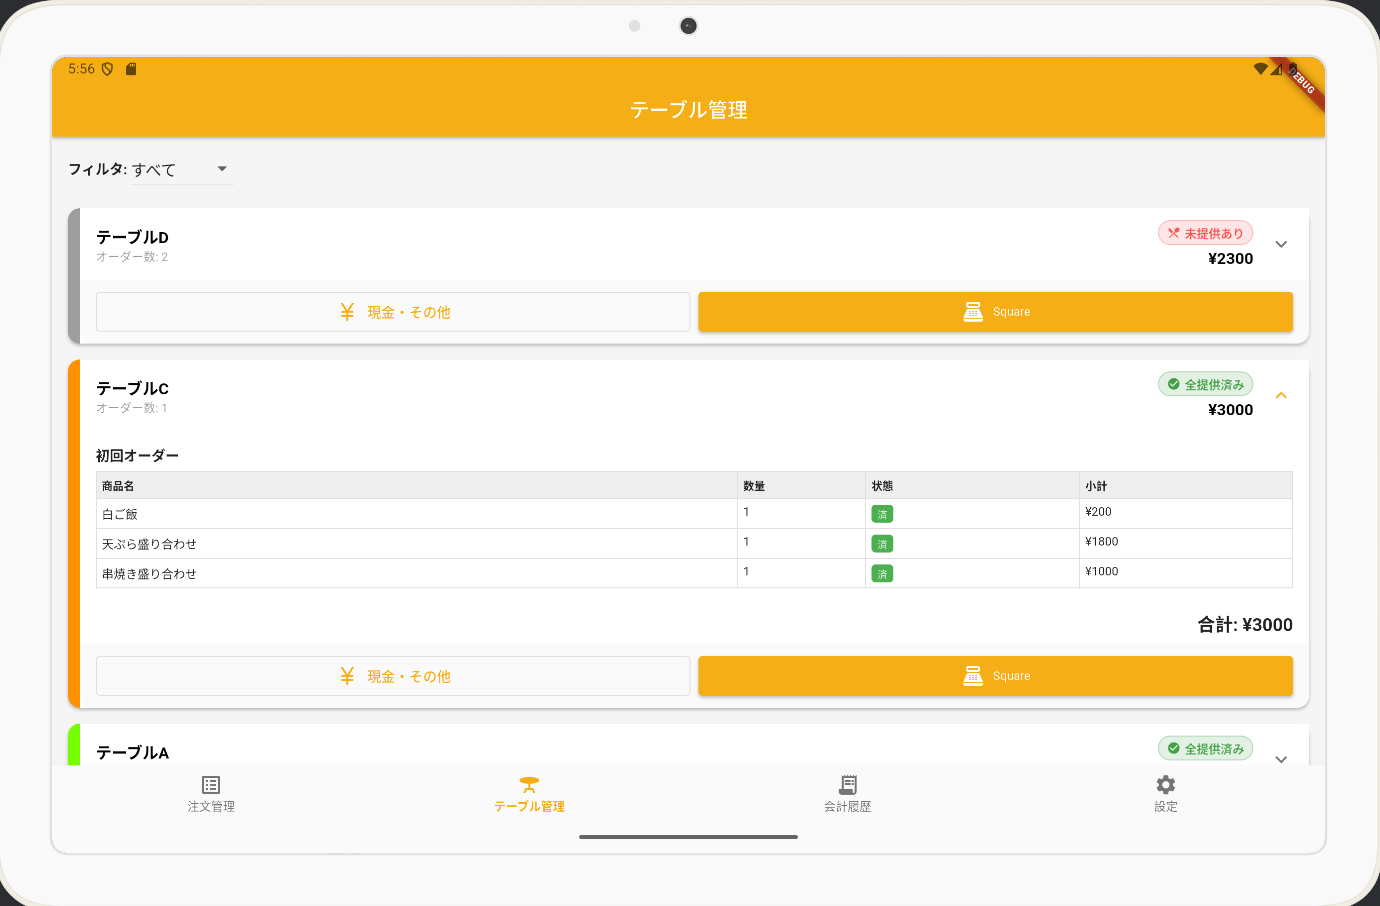 5:56
DEBUG
テーブル管理
フィルタ: すべて
テーブルD
未提供あり
オーダー数: 2
¥2300
¥ 現金・その他
Square
テーブルC
全提供済み
オーダー数: 1
¥3000
初回オーダー
商品名 数量 状態 小計
白ご飯 1 済 ¥200
天ぷら盛り合わせ 1 済 ¥1800
串焼き盛り合わせ 1 済 ¥1000
合計: ¥3000
¥ 現金・その他
Square
テーブルA
全提供済み
注文管理
テーブル管理
会計履歴
設定